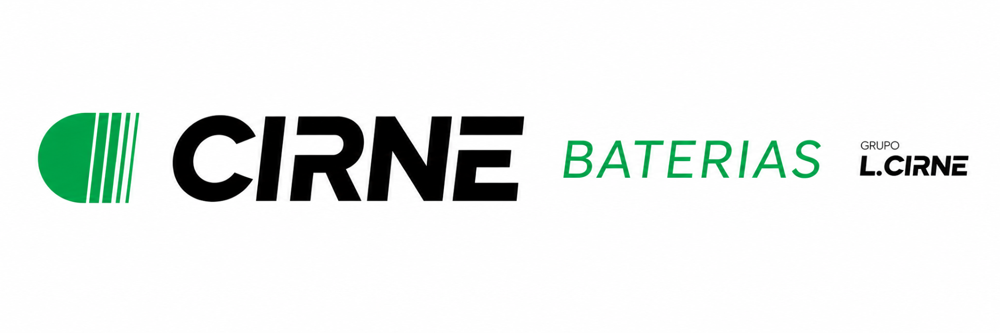 CIRNE BATERIAS
GRUPO
L.CIRNE